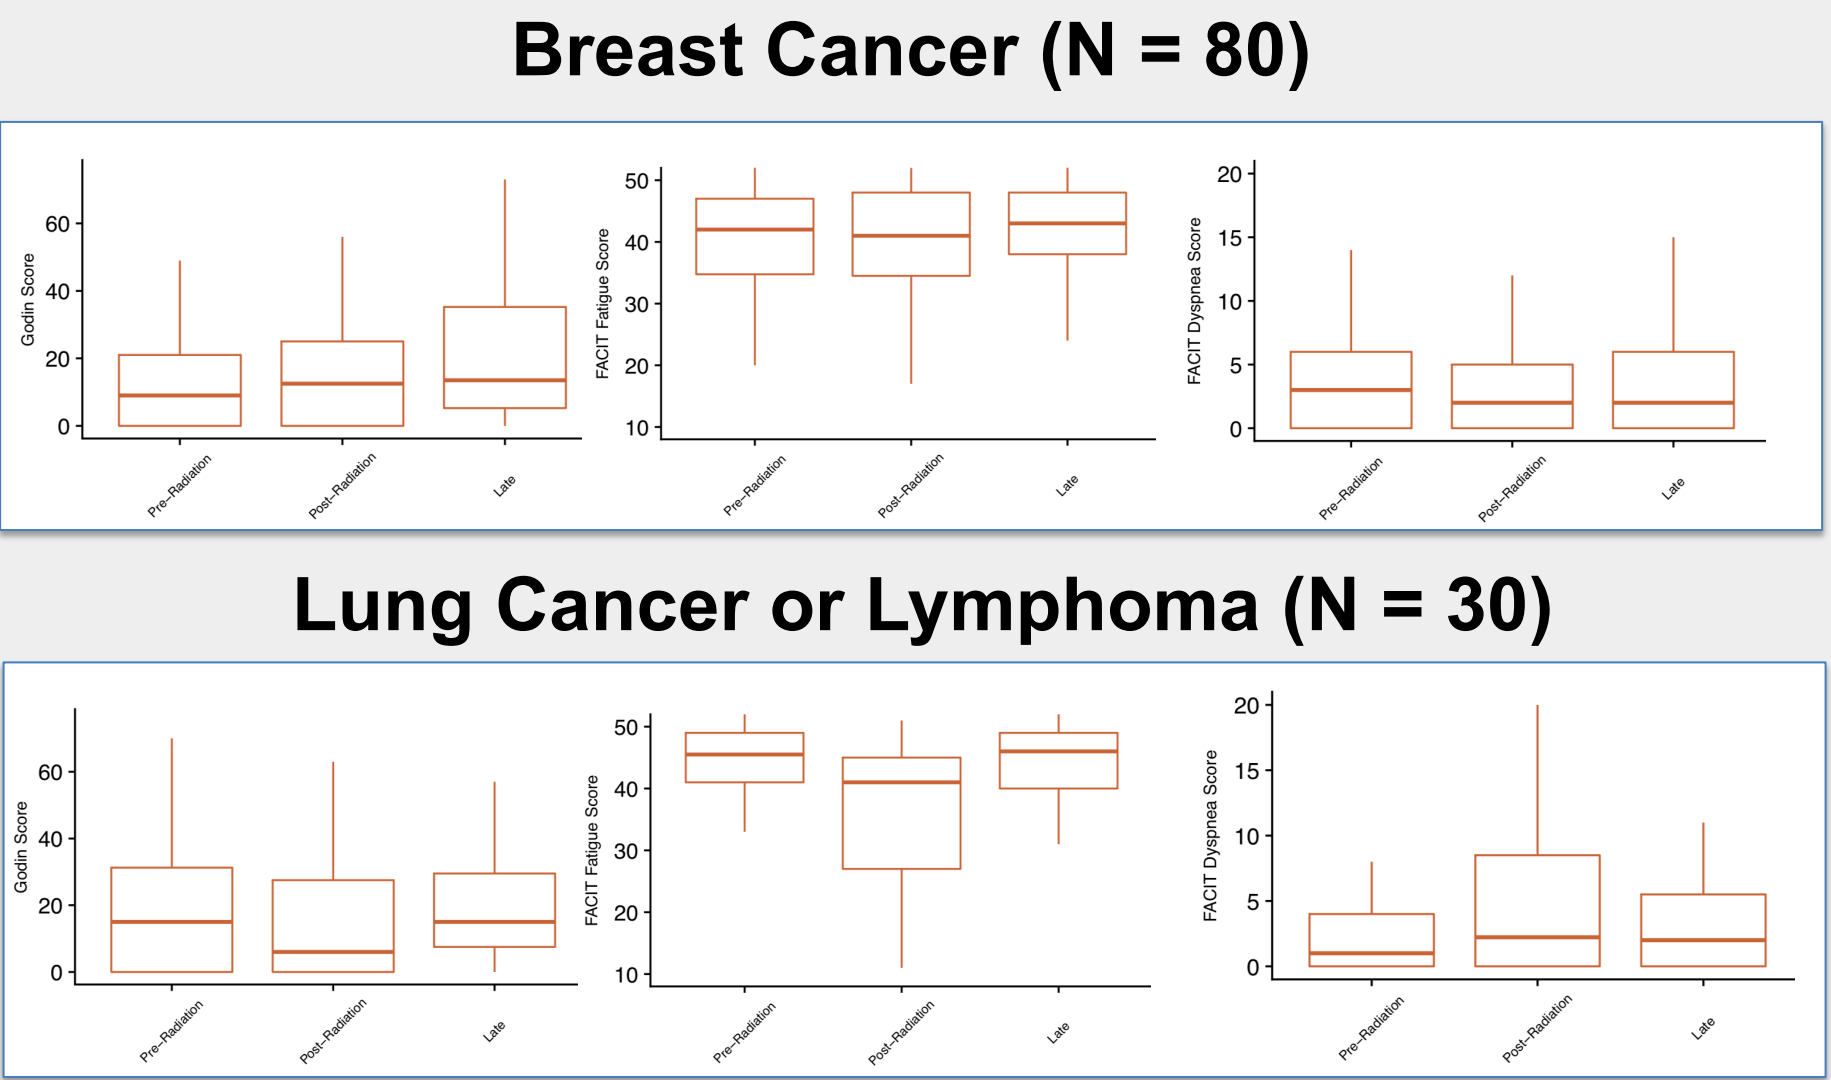 Breast Cancer (N = 80)
Godin Score
60
40
20
0
Pre−Radiation
Post−Radiation
Late
FACIT Fatigue Score
50
40
30
20
10
Pre−Radiation
Post−Radiation
Late
FACIT Dyspnea Score
20
15
10
5
0
Pre−Radiation
Post−Radiation
Late
Lung Cancer or Lymphoma (N = 30)
Godin Score
60
40
20
0
Pre−Radiation
Post−Radiation
Late
FACIT Fatigue Score
50
40
30
20
10
Pre−Radiation
Post−Radiation
Late
FACIT Dyspnea Score
20
15
10
5
0
Pre−Radiation
Post−Radiation
Late